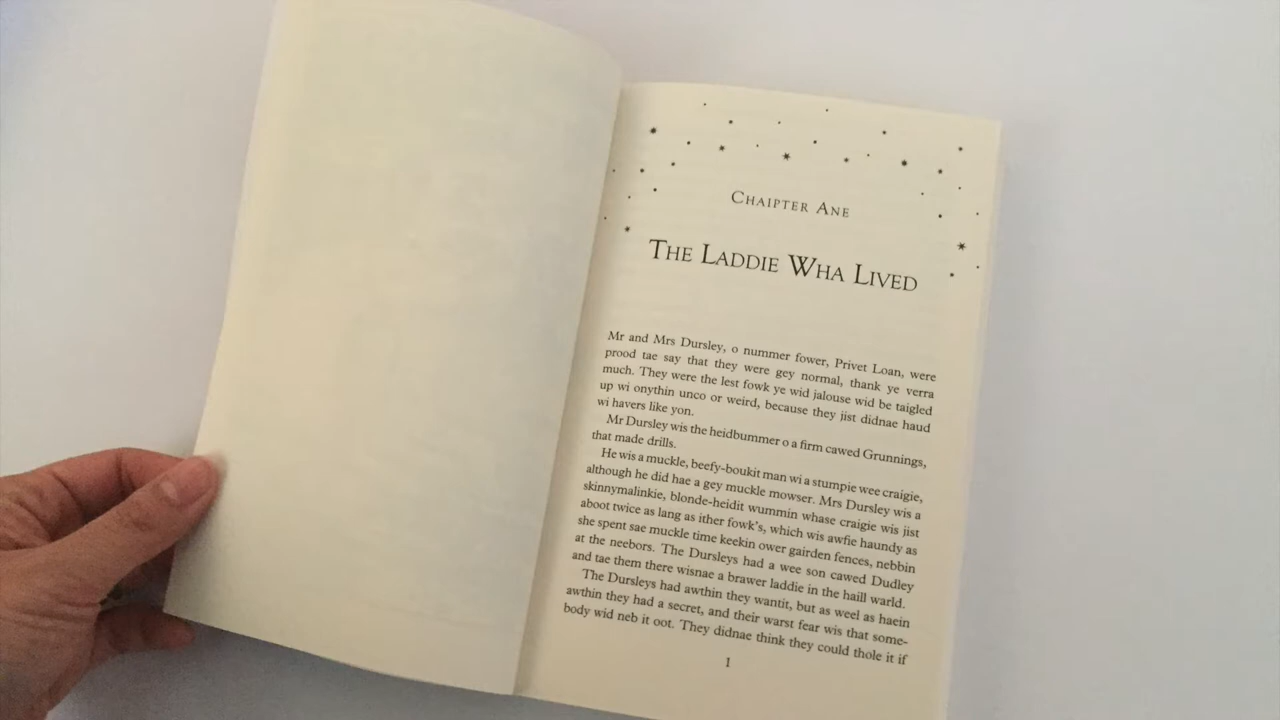 Chaipter Ane
The Laddie Wha Lived
Mr and Mrs Dursley, o nummer fower, Privet Loan, were
prood tae say that they were gey normal, thank ye verra
much. They were the lest fowk ye wid jalouse wid be taigled
up wi onythin unco or weird, because they jist didnae haud
wi havers like yon.
Mr Dursley wis the heidbummer o a firm cawed Grunnings,
that made drills.
He wis a muckle, beefy-boukit man wi a stumpie wee craigie,
although he did hae a gey muckle mowser. Mrs Dursley wis a
skinnymalinkie, blonde-heidit wummin whase craigie wis jist
aboot twice as lang as ither fowk's, which wis awfie haundy as
she spent sae muckle time keekin ower gairden fences, nebbin
at the neebors. The Dursleys had a wee son cawed Dudley
and tae them there wisnae a brawer laddie in the haill warld.
The Dursleys had awthin they wantit, but as weel as haein
awthin they had a secret, and their warst fear wis that some-
body wid neb it oot. They didnae think they could thole it if
1